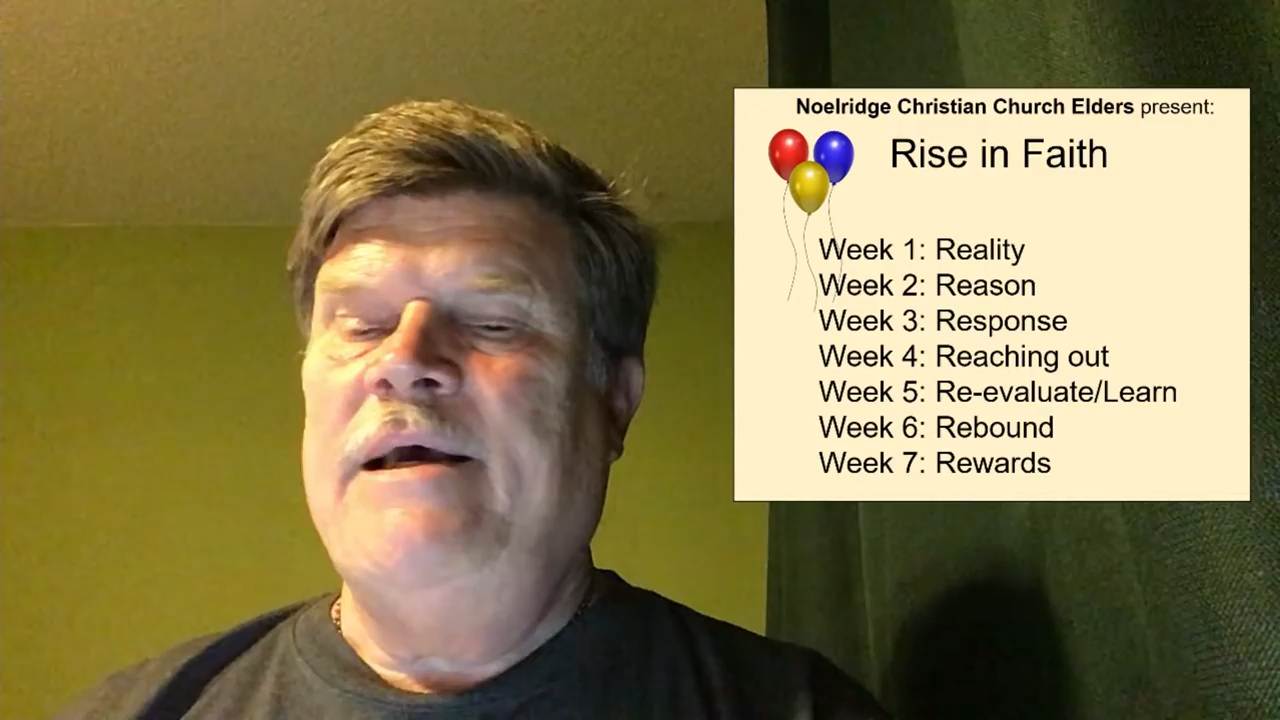 Noelridge Christian Church Elders present:
Rise in Faith
Week 1: Reality
Week 2: Reason
Week 3: Response
Week 4: Reaching out
Week 5: Re-evaluate/Learn
Week 6: Rebound
Week 7: Rewards